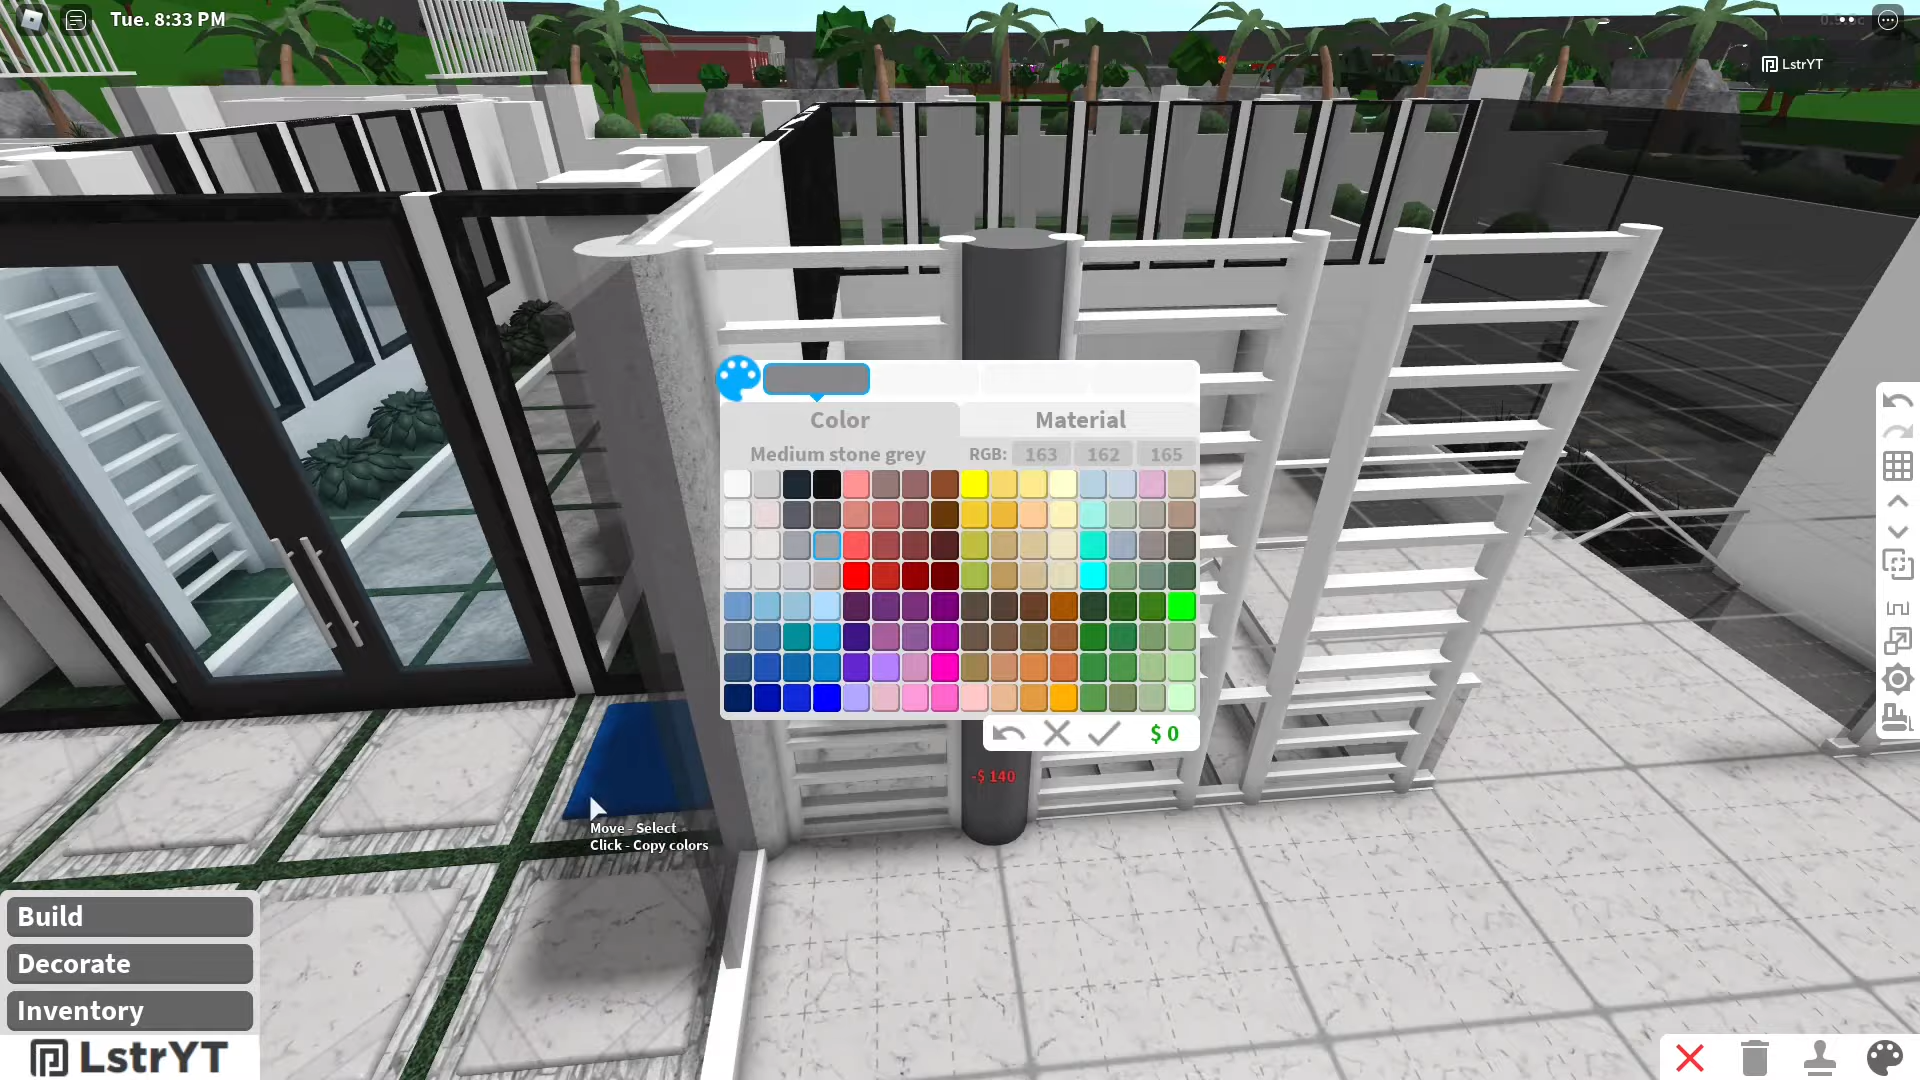 Tue. 8:33 PM
LstrYT
Color
Material
Medium stone grey
RGB: 163 162 165
$ 0
-$ 140
Move - Select
Click - Copy colors
Build
Decorate
Inventory
LstrYT